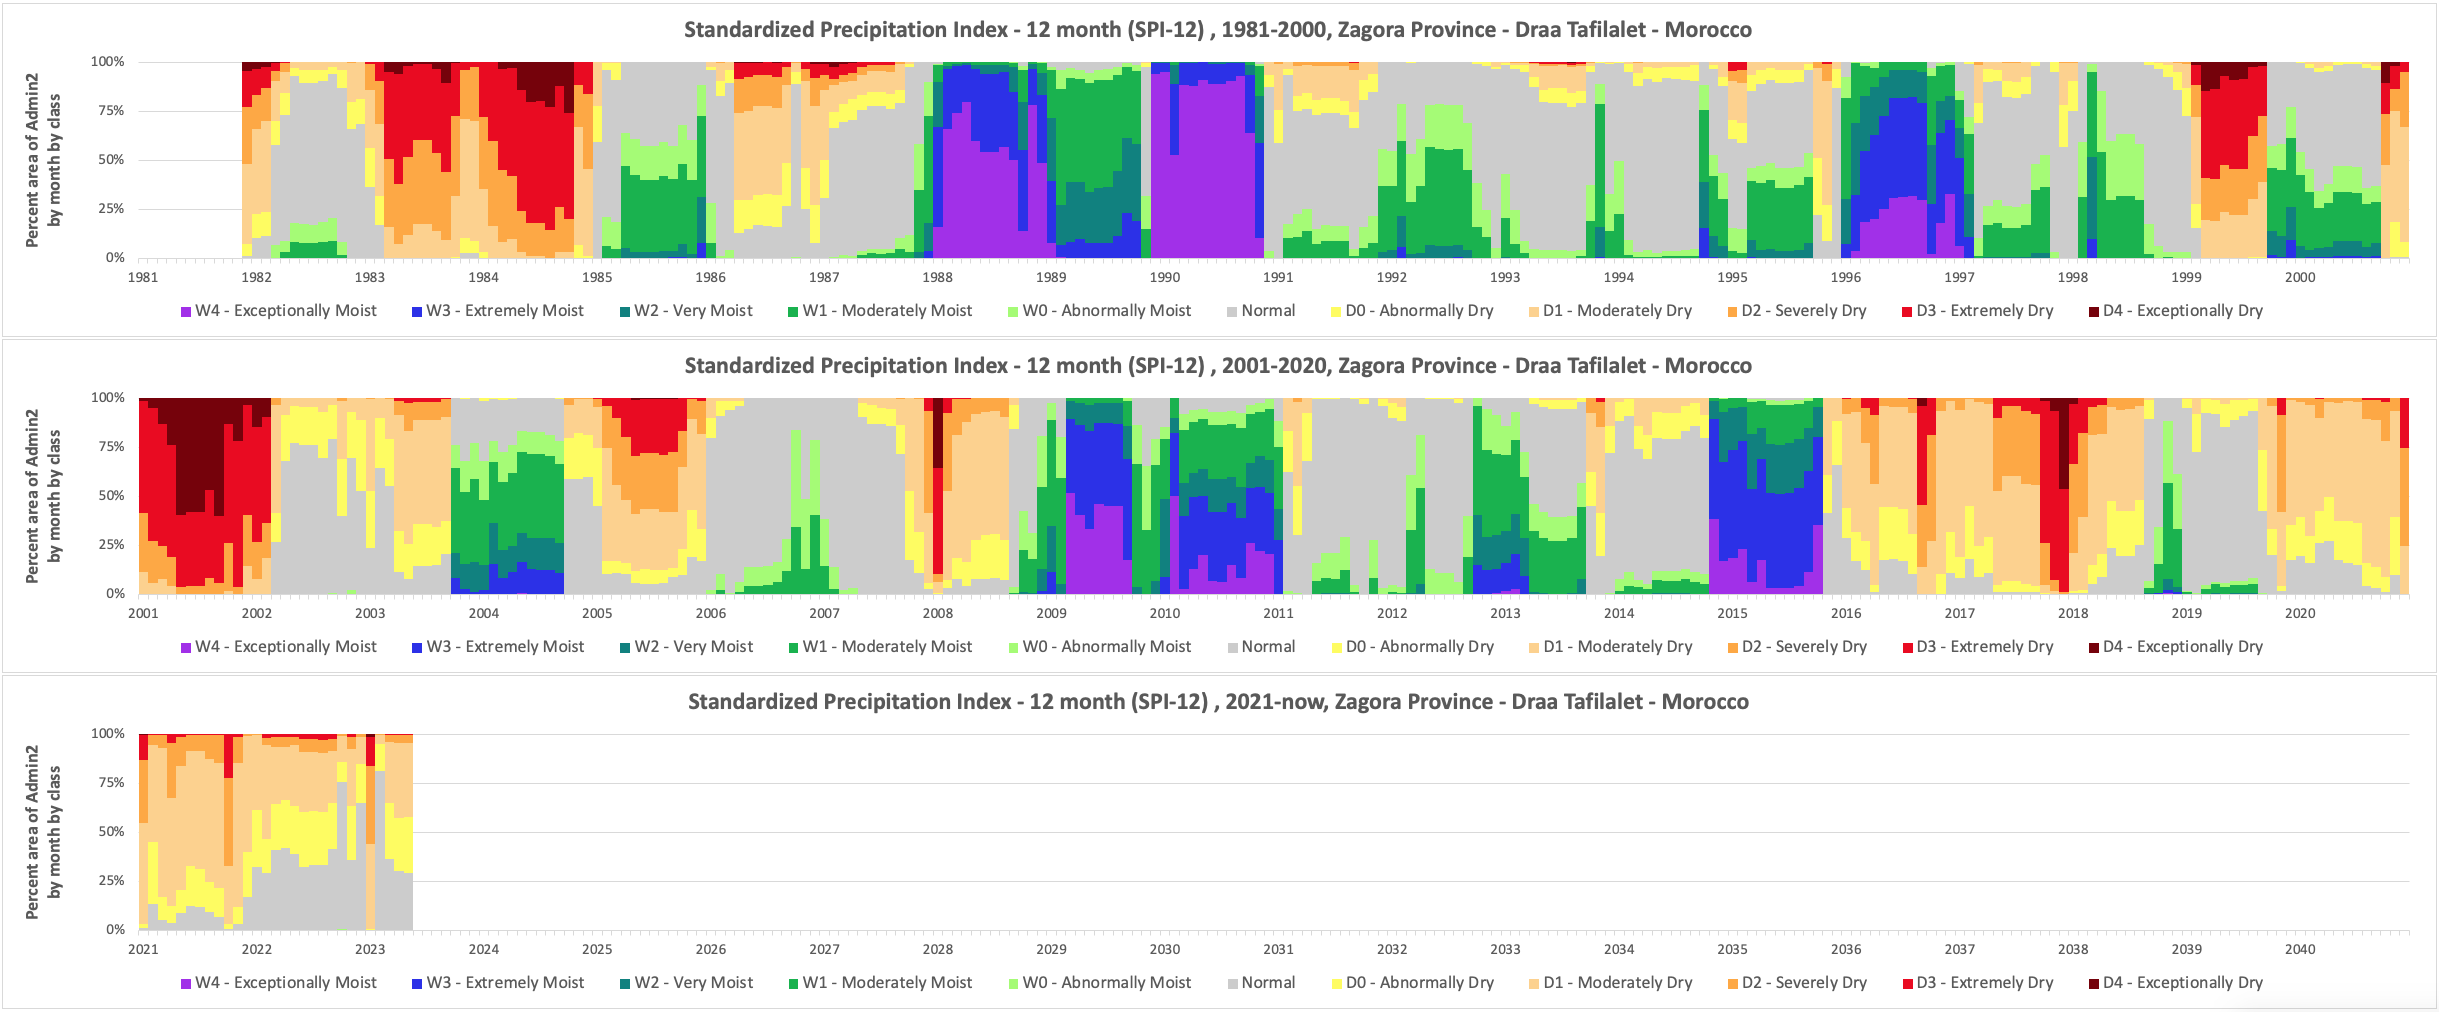 Standardized Precipitation Index - 12 month (SPI-12) , 1981-2000, Zagora Province - Draa Tafilalet - Morocco
Percent area of Admin2
by month by class
100%
75%
50%
25%
0%
1981 1982 1983 1984 1985 1986 1987 1988 1989 1990 1991 1992 1993 1994 1995 1996 1997 1998 1999 2000
W4 - Exceptionally Moist W3 - Extremely Moist W2 - Very Moist W1 - Moderately Moist W0 - Abnormally Moist Normal D0 - Abnormally Dry D1 - Moderately Dry D2 - Severely Dry D3 - Extremely Dry D4 - Exceptionally Dry
Standardized Precipitation Index - 12 month (SPI-12) , 2001-2020, Zagora Province - Draa Tafilalet - Morocco
Percent area of Admin2
by month by class
100%
75%
50%
25%
0%
2001 2002 2003 2004 2005 2006 2007 2008 2009 2010 2011 2012 2013 2014 2015 2016 2017 2018 2019 2020
W4 - Exceptionally Moist W3 - Extremely Moist W2 - Very Moist W1 - Moderately Moist W0 - Abnormally Moist Normal D0 - Abnormally Dry D1 - Moderately Dry D2 - Severely Dry D3 - Extremely Dry D4 - Exceptionally Dry
Standardized Precipitation Index - 12 month (SPI-12) , 2021-now, Zagora Province - Draa Tafilalet - Morocco
Percent area of Admin2
by month by class
100%
75%
50%
25%
0%
2021 2022 2023 2024 2025 2026 2027 2028 2029 2030 2031 2032 2033 2034 2035 2036 2037 2038 2039 2040
W4 - Exceptionally Moist W3 - Extremely Moist W2 - Very Moist W1 - Moderately Moist W0 - Abnormally Moist Normal D0 - Abnormally Dry D1 - Moderately Dry D2 - Severely Dry D3 - Extremely Dry D4 - Exceptionally Dry